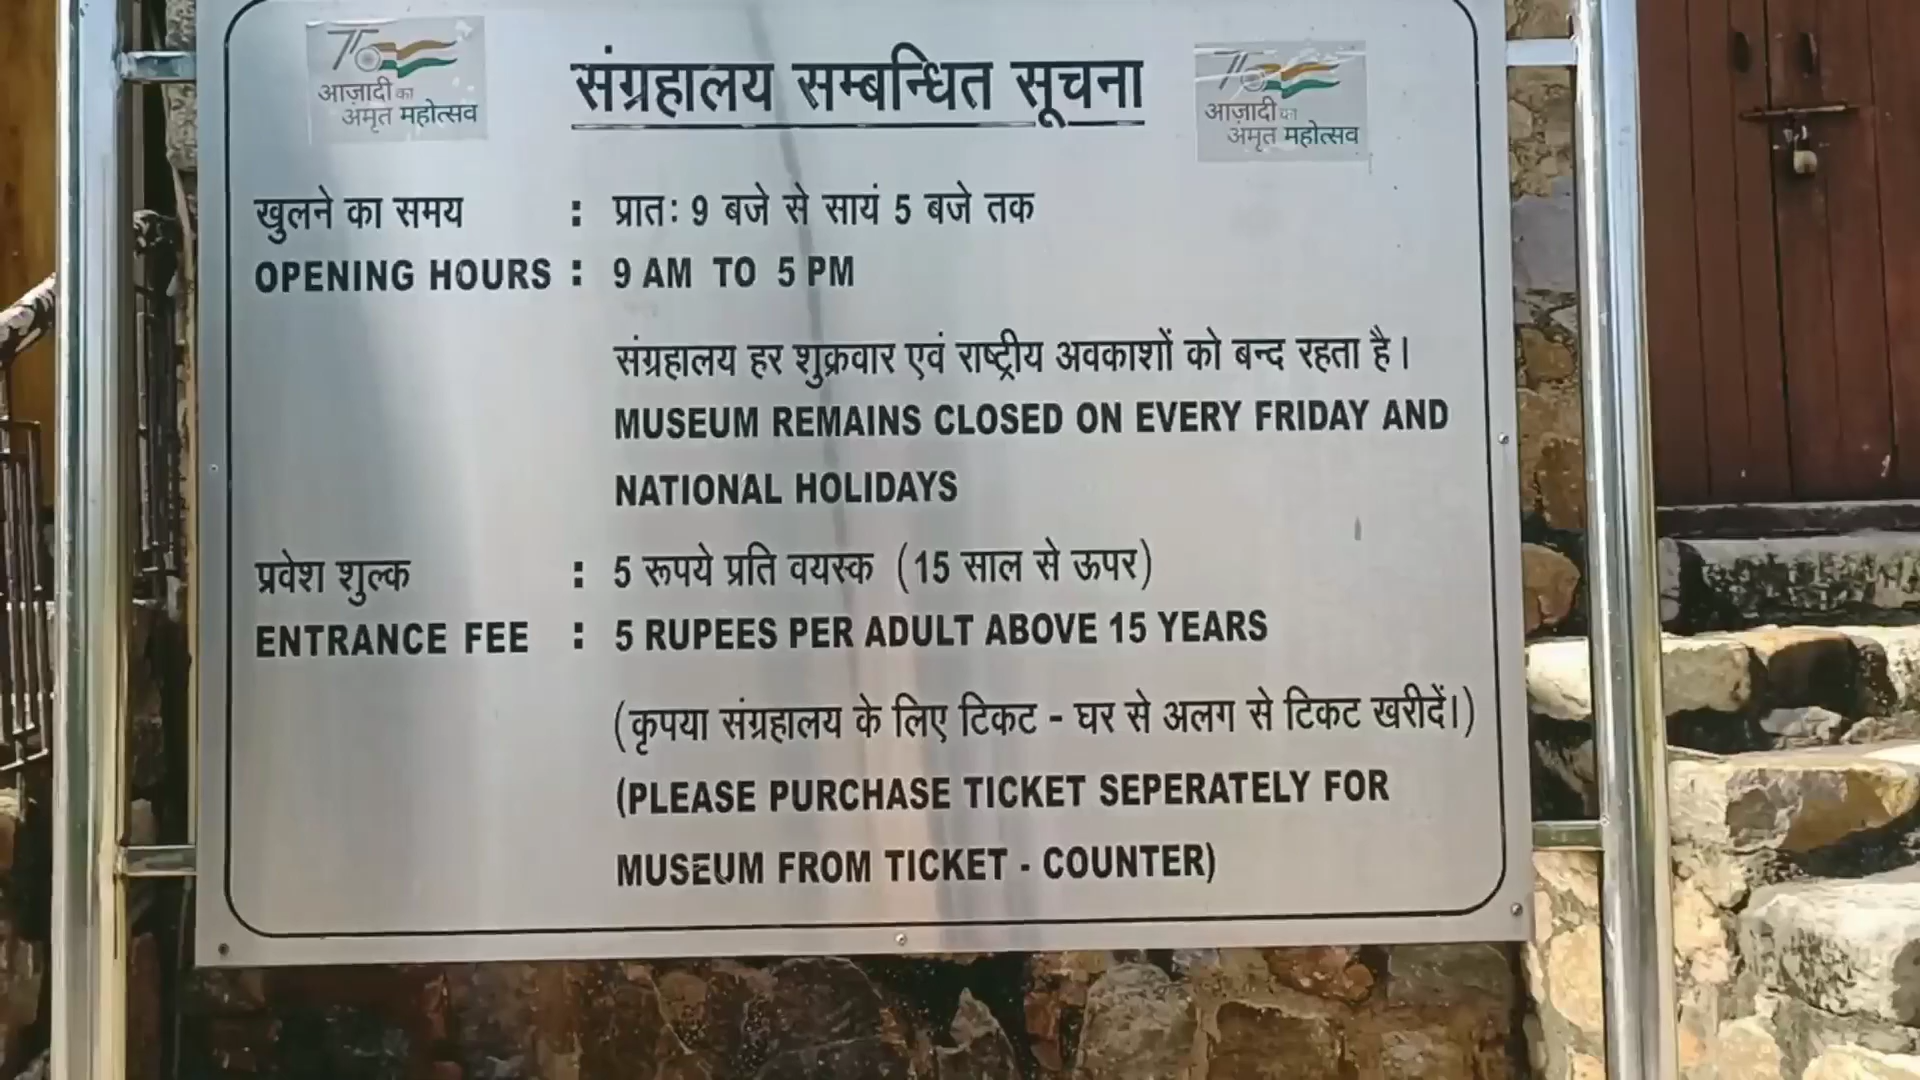 75
आज़ादी का
अमृत महोत्सव
संग्रहालय सम्बन्धित सूचना
75
आज़ादी का
अमृत महोत्सव
खुलने का समय : प्रातः 9 बजे से सायं 5 बजे तक
OPENING HOURS : 9 AM TO 5 PM
संग्रहालय हर शुक्रवार एवं राष्ट्रीय अवकाशों को बन्द रहता है।
MUSEUM REMAINS CLOSED ON EVERY FRIDAY AND
NATIONAL HOLIDAYS
प्रवेश शुल्क : 5 रूपये प्रति वयस्क (15 साल से ऊपर)
ENTRANCE FEE : 5 RUPEES PER ADULT ABOVE 15 YEARS
(कृपया संग्रहालय के लिए टिकट - घर से अलग से टिकट खरीदें।)
(PLEASE PURCHASE TICKET SEPERATELY FOR
MUSEUM FROM TICKET - COUNTER)